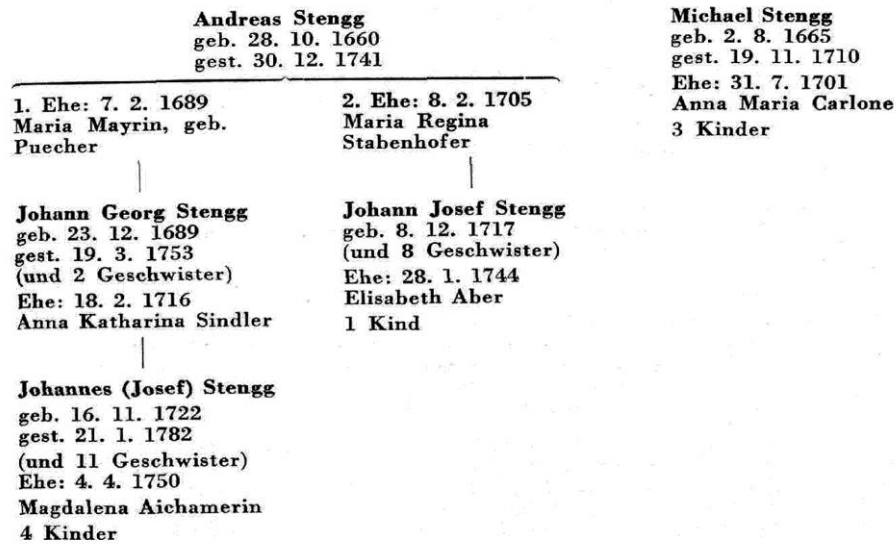 Andreas Stengg
geb. 28. 10. 1660
gest. 30. 12. 1741
Michael Stengg
geb. 2. 8. 1665
gest. 19. 11. 1710
Ehe: 31. 7. 1701
Anna Maria Carlone
3 Kinder
1. Ehe: 7. 2. 1689
Maria Mayrin, geb.
Puecher
2. Ehe: 8. 2. 1705
Maria Regina
Stabenhofer
Johann Georg Stengg
geb. 23. 12. 1689
gest. 19. 3. 1753
(und 2 Geschwister)
Ehe: 18. 2. 1716
Anna Katharina Sindler
Johann Josef Stengg
geb. 8. 12. 1717
(und 8 Geschwister)
Ehe: 28. 1. 1744
Elisabeth Aber
1 Kind
Johannes (Josef) Stengg
geb. 16. 11. 1722
gest. 21. 1. 1782
(und 11 Geschwister)
Ehe: 4. 4. 1750
Magdalena Aichamerin
4 Kinder